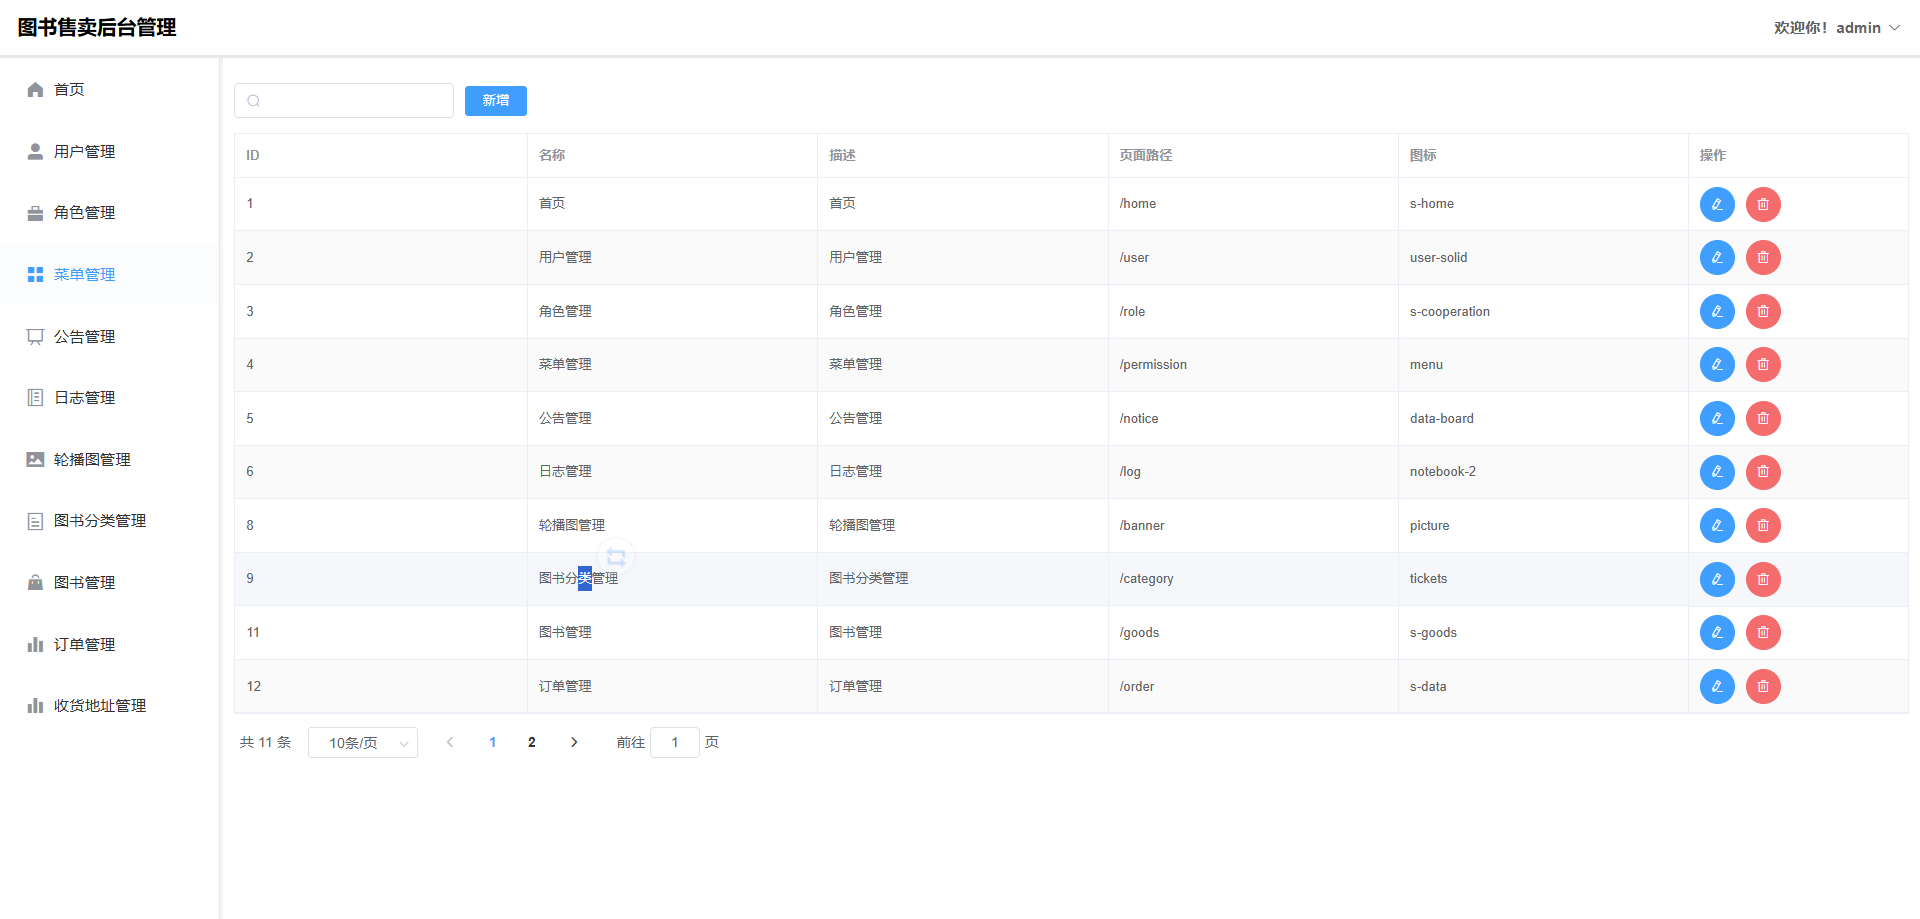 图书售卖后台管理
欢迎你！admin
首页
用户管理
角色管理
菜单管理
公告管理
日志管理
轮播图管理
图书分类管理
图书管理
订单管理
收货地址管理
新增
ID 名称 描述 页面路径 图标 操作
1 首页 首页 /home s-home
2 用户管理 用户管理 /user user-solid
3 角色管理 角色管理 /role s-cooperation
4 菜单管理 菜单管理 /permission menu
5 公告管理 公告管理 /notice data-board
6 日志管理 日志管理 /log notebook-2
8 轮播图管理 轮播图管理 /banner picture
9 图书分类管理 图书分类管理 /category tickets
11 图书管理 图书管理 /goods s-goods
12 订单管理 订单管理 /order s-data
共 11 条 10条/页 1 2 前往 1 页